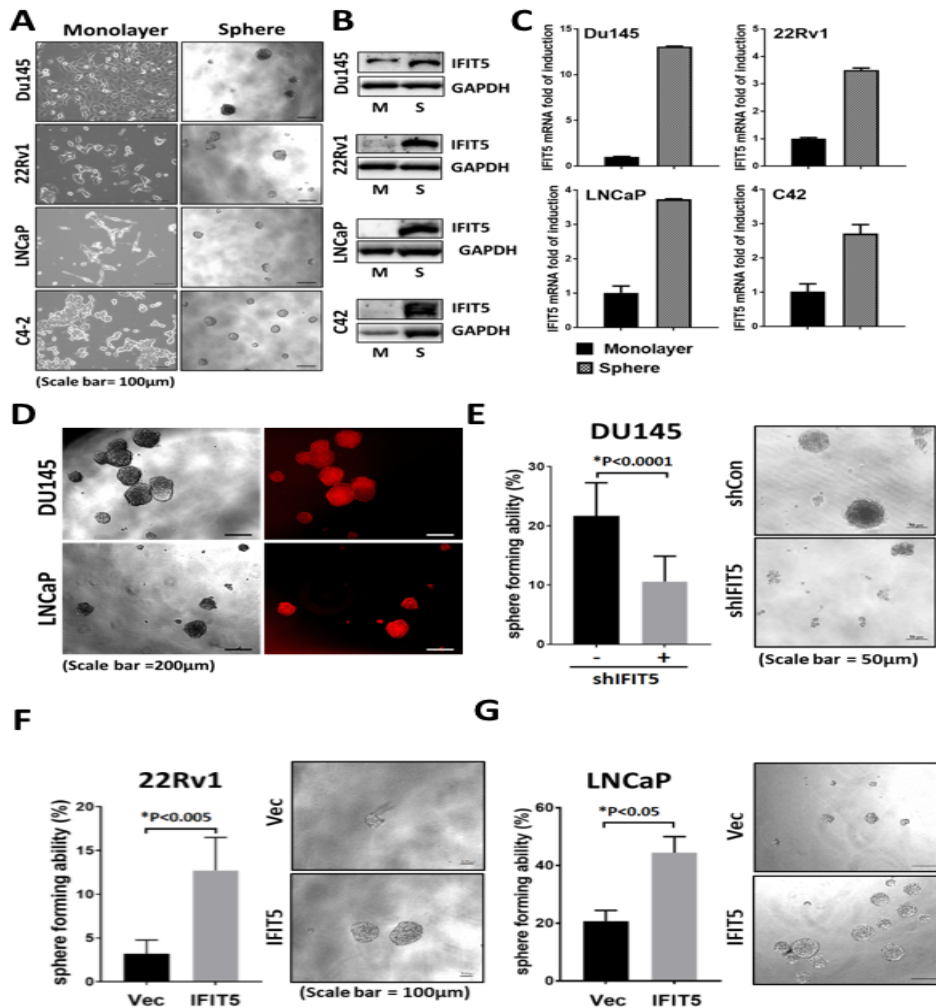 A
Monolayer
Sphere
Du145
22Rv1
LNCaP
C4-2
(Scale bar= 100µm)
B
Du145
IFIT5
GAPDH
M S
22Rv1
IFIT5
GAPDH
M S
LNCaP
IFIT5
GAPDH
M S
C42
IFIT5
GAPDH
M S
C
IFIT5 mRNA fold of induction
Du145
15
10
5
0
IFIT5 mRNA fold of induction
22Rv1
5
4
3
2
1
0
IFIT5 mRNA fold of induction
LNCaP
4
3
2
1
0
IFIT5 mRNA fold of induction
C42
4
3
2
1
0
Monolayer
Sphere
D
DU145
LNCaP
(Scale bar =200µm)
E
DU145
sphere forming ability (%)
30
20
10
0
*P<0.0001
- +
shIFIT5
shCon
shIFIT5
(Scale bar = 50µm)
F
22Rv1
sphere forming ability (%)
20
15
10
5
0
*P<0.005
Vec IFIT5
Vec
IFIT5
(Scale bar = 100µm)
G
LNCaP
sphere forming ability (%)
60
40
20
0
*P<0.05
Vec IFIT5
Vec
IFIT5